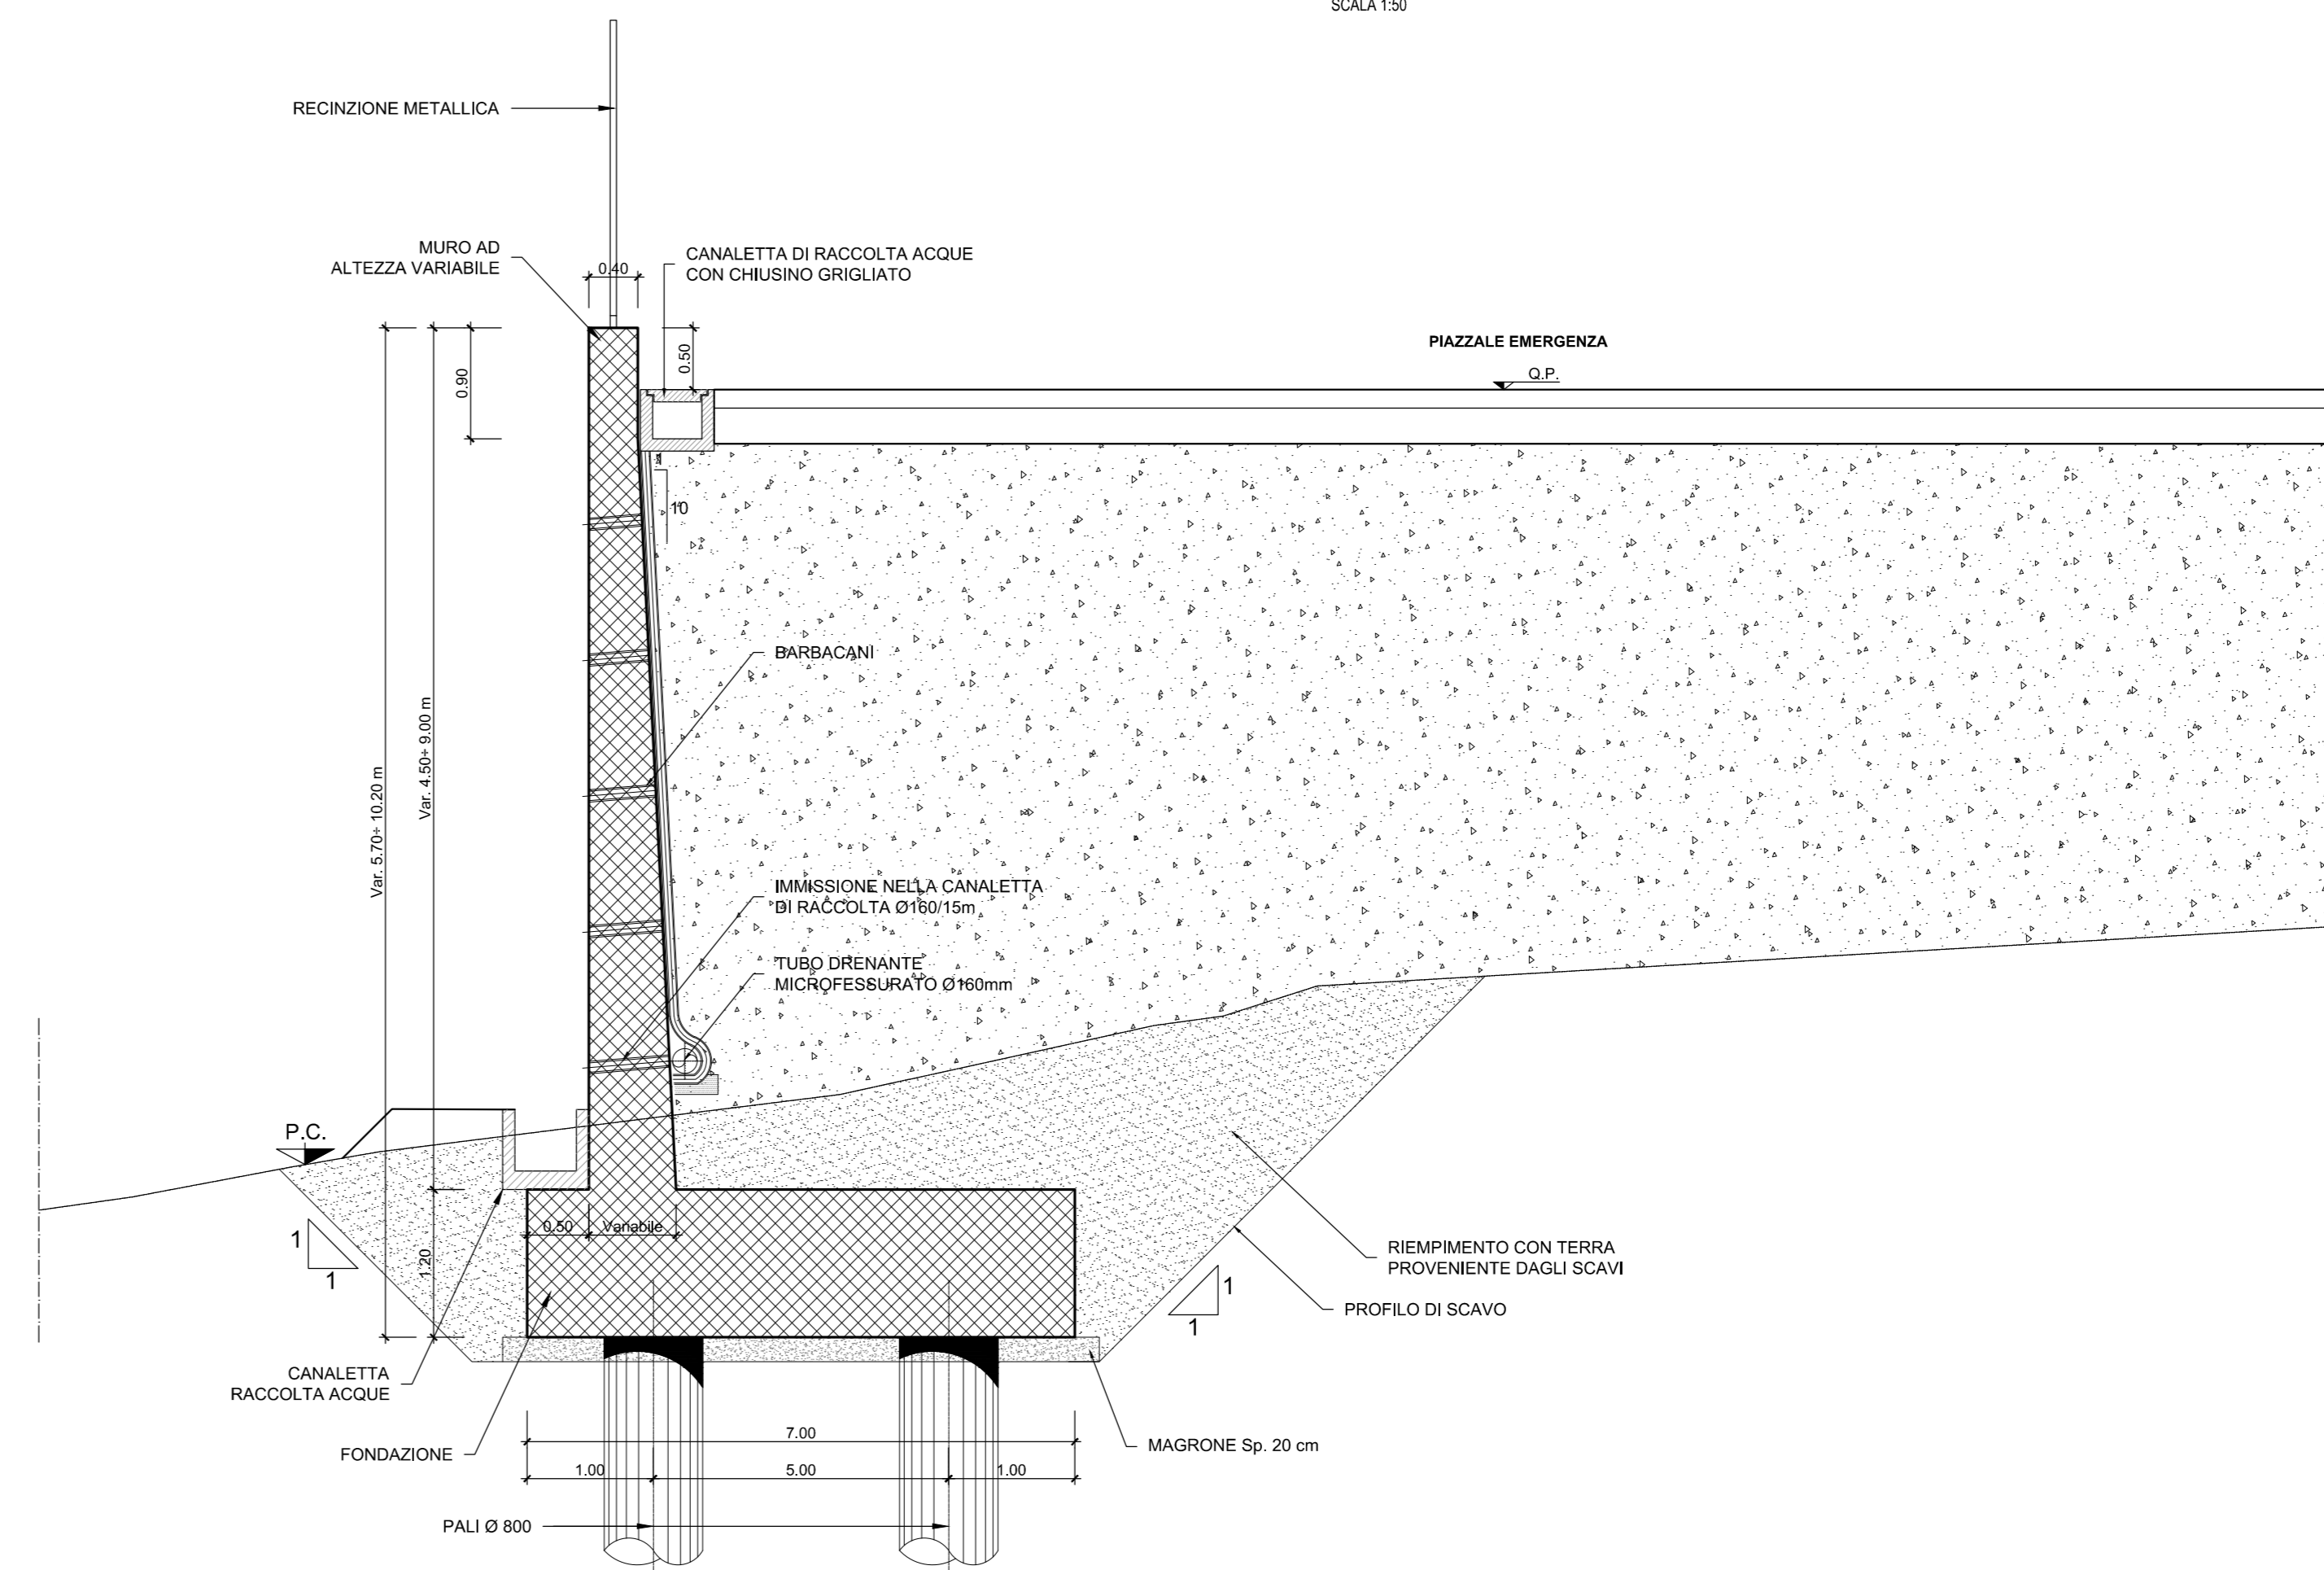 SCALA 1:50
RECINZIONE METALLICA
MURO AD
ALTEZZA VARIABILE
0.40
CANALETTA DI RACCOLTA ACQUE
CON CHIUSINO GRIGLIATO
0.90
0.50
PIAZZALE EMERGENZA
Q.P.
1
10
BARBACANI
Var. 5.70÷ 10.20 m
Var. 4.50÷ 9.00 m
IMMISSIONE NELLA CANALETTA
DI RACCOLTA Ø160/15m
TUBO DRENANTE
MICROFESSURATO Ø160mm
P.C.
0.50
Variabile
1.20
1
1
1
1
RIEMPIMENTO CON TERRA
PROVENIENTE DAGLI SCAVI
PROFILO DI SCAVO
CANALETTA
RACCOLTA ACQUE
FONDAZIONE
7.00
MAGRONE Sp. 20 cm
1.00
5.00
1.00
PALI Ø 800